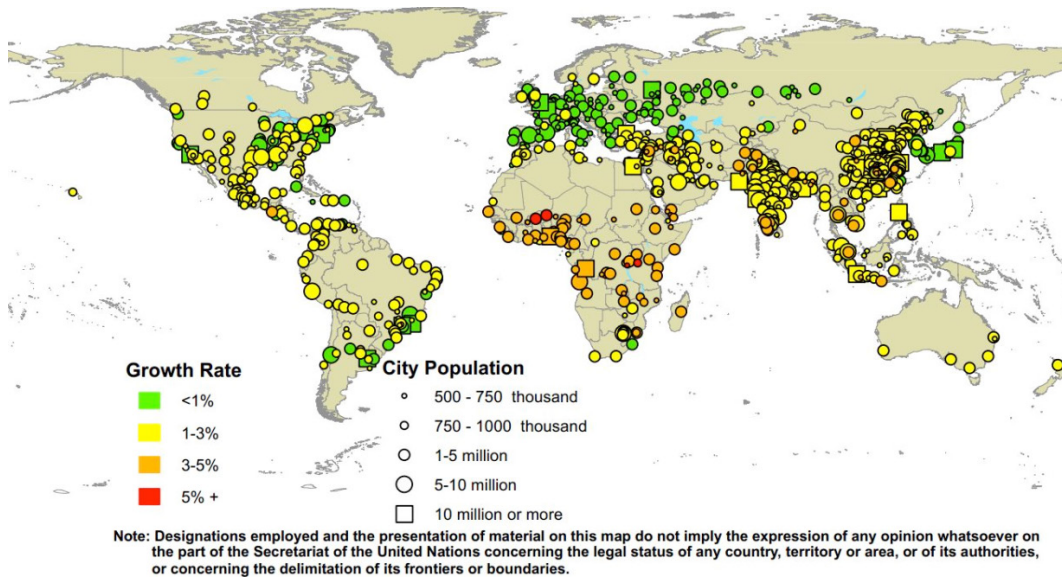 Growth Rate
<1%
1-3%
3-5%
5% +
City Population
500 - 750 thousand
750 - 1000 thousand
1-5 million
5-10 million
10 million or more
Note: Designations employed and the presentation of material on this map do not imply the expression of any opinion whatsoever on
the part of the Secretariat of the United Nations concerning the legal status of any country, territory or area, or of its authorities,
or concerning the delimitation of its frontiers or boundaries.